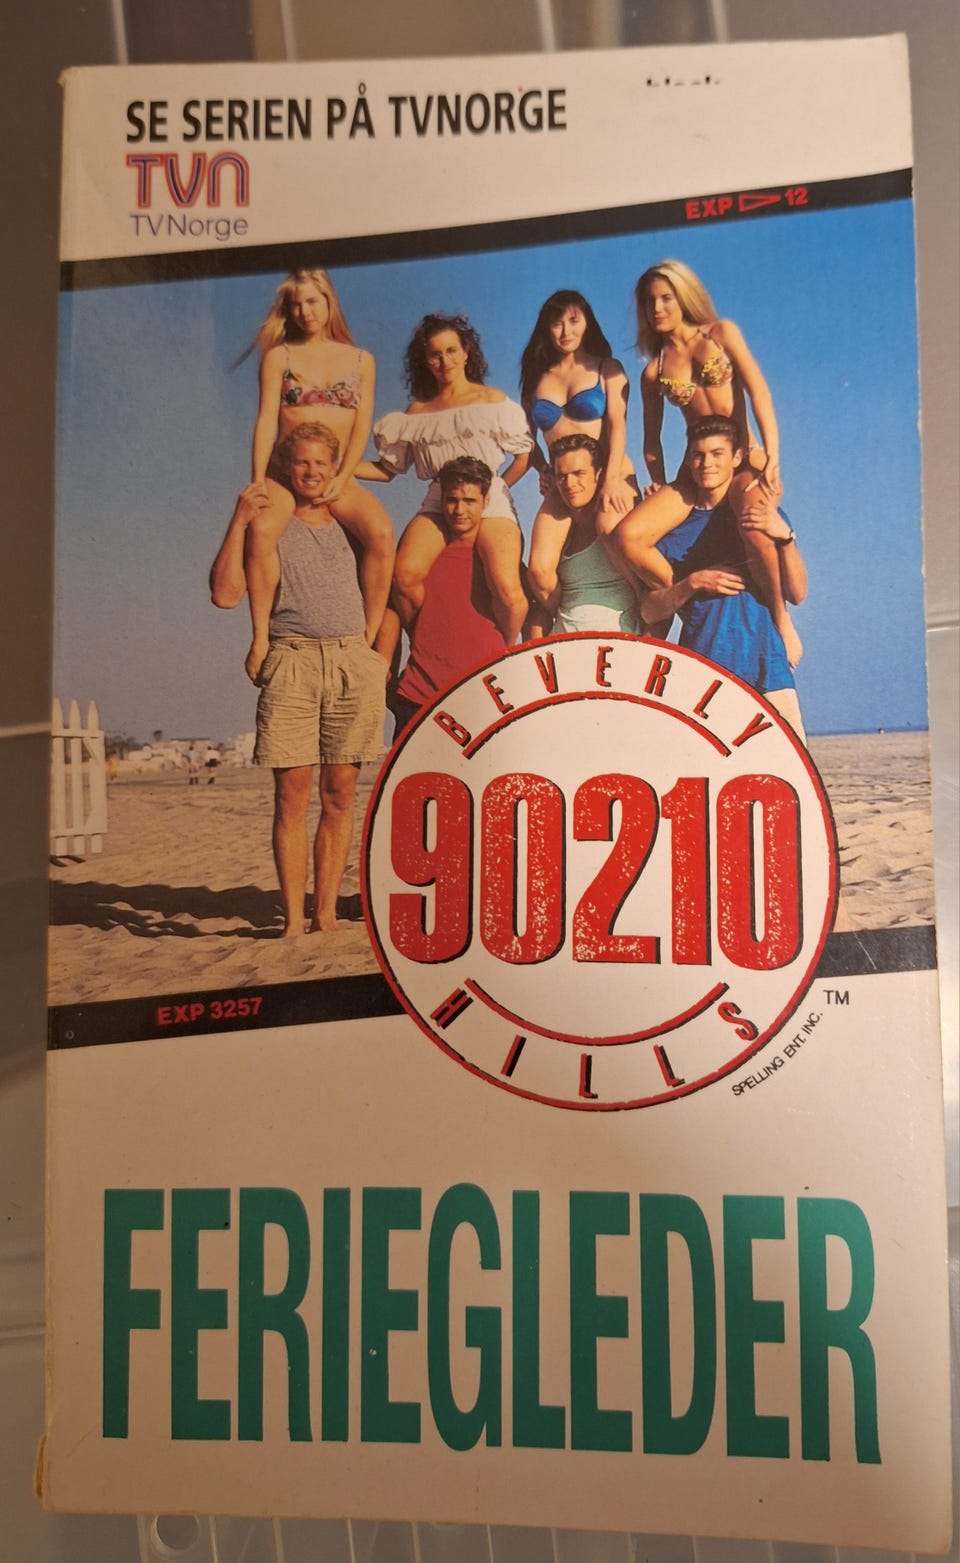 SE SERIEN PÅ TVNORGE
TVN
TVNorge
EXP 12
BEVERLY
90210
HILLS
TM
SPELLING ENT. INC.
EXP 3257
FERIEGLEDER